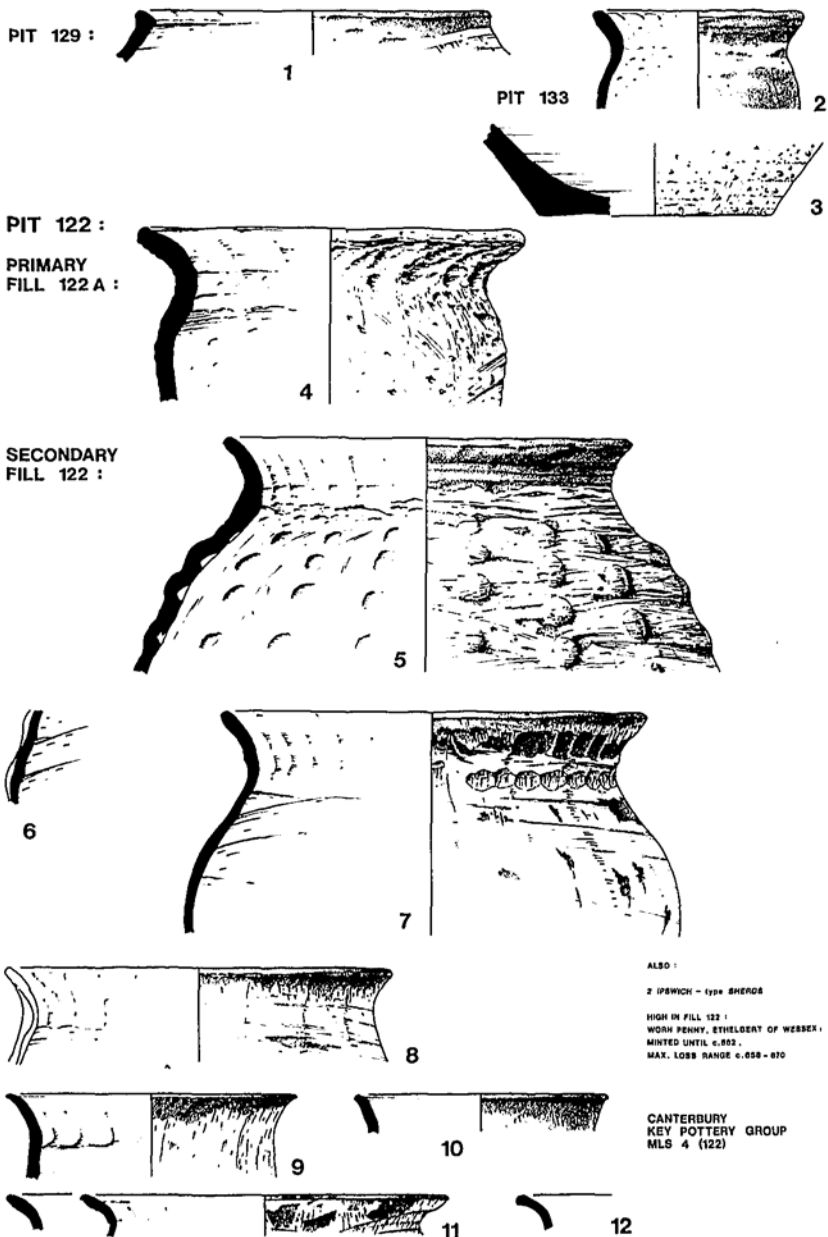 PIT 129 :
1
2
PIT 133
3
PIT 122 :
PRIMARY
FILL 122 A :
4
SECONDARY
FILL 122 :
5
6
7
8
ALSO :
2 IPSWICH - type SHERDS
HIGH IN FILL 122 :
WORN PENNY, ETHELBERT OF WESSEX :
MINTED UNTIL c.862 .
MAX. LOSS RANGE c.858 - 870
9
10
CANTERBURY
KEY POTTERY GROUP
MLS 4 (122)
11
12